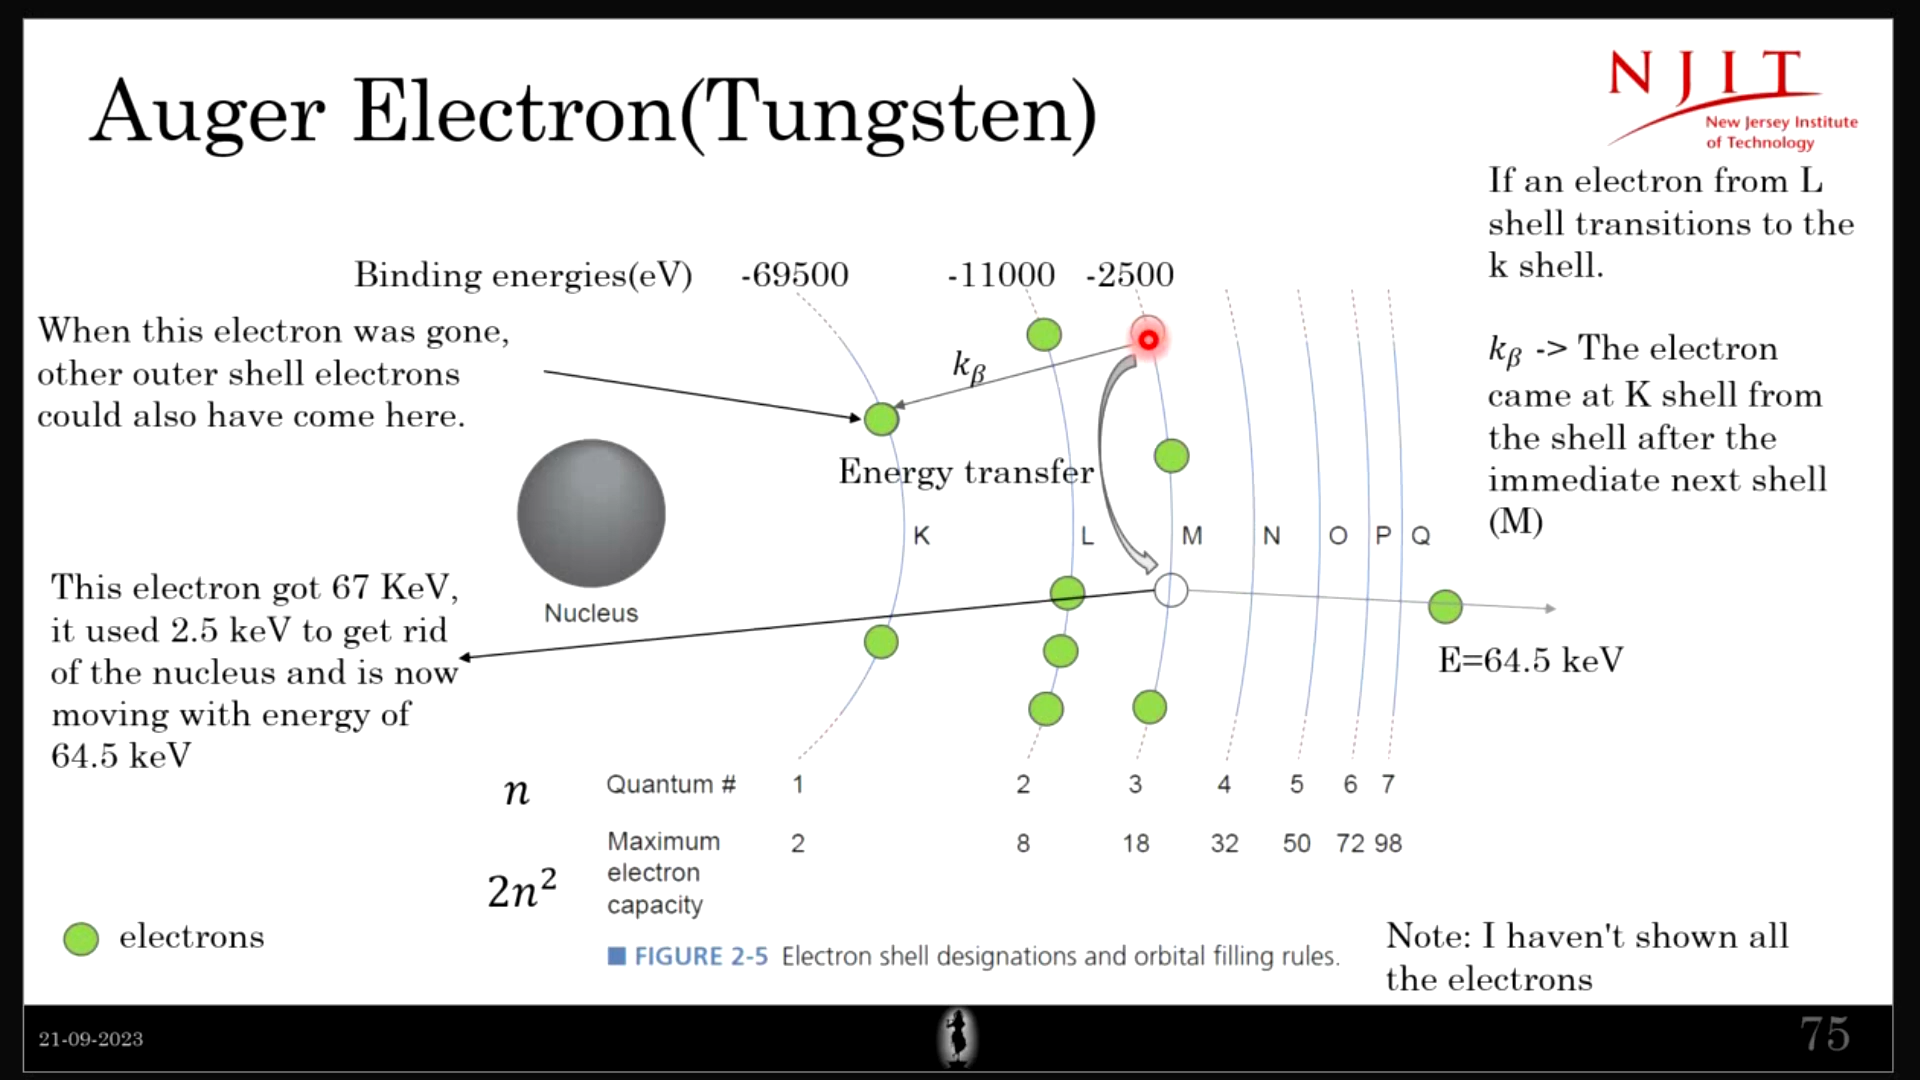 Auger Electron(Tungsten)
NJIT
New Jersey Institute
of Technology
If an electron from L
shell transitions to the
k shell.
Binding energies(eV) -69500 -11000 -2500
When this electron was gone,
other outer shell electrons
could also have come here.
kᵦ
kᵦ -> The electron
came at K shell from
the shell after the
immediate next shell
(M)
Energy transfer
K L M N O P Q
Nucleus
This electron got 67 KeV,
it used 2.5 keV to get rid
of the nucleus and is now
moving with energy of
64.5 keV
E=64.5 keV
n Quantum # 1 2 3 4 5 6 7
2n² Maximum 2 8 18 32 50 72 98
electron
capacity
electrons
FIGURE 2-5 Electron shell designations and orbital filling rules.
Note: I haven't shown all
the electrons
21-09-2023
75